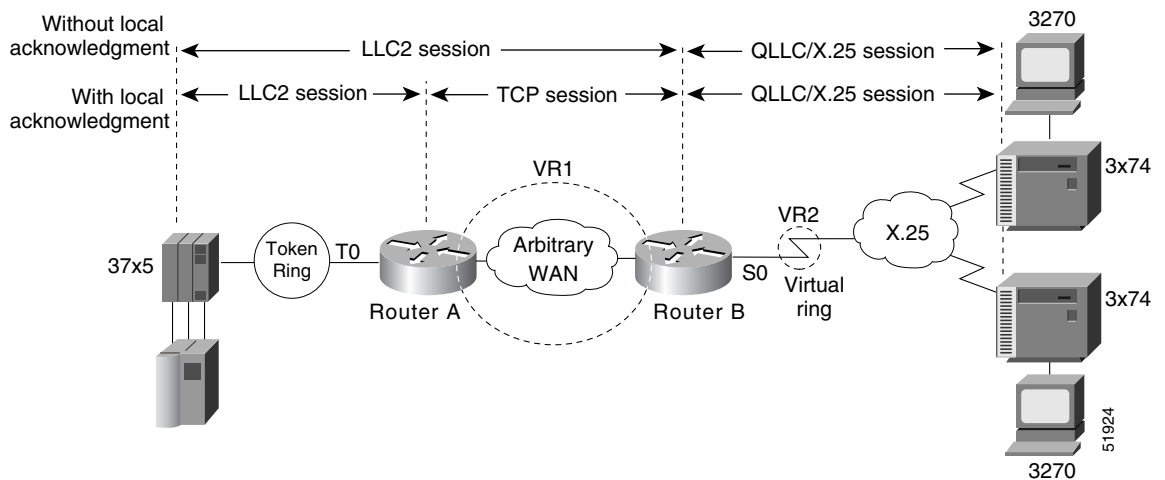 Without local
acknowledgment
LLC2 session
QLLC/X.25 session
3270
With local
acknowledgment
LLC2 session
TCP session
QLLC/X.25 session
3x74
VR1
VR2
X.25
37x5
Token
Ring
T0
Arbitrary
WAN
S0
Virtual
ring
Router A
Router B
3x74
3270
51924